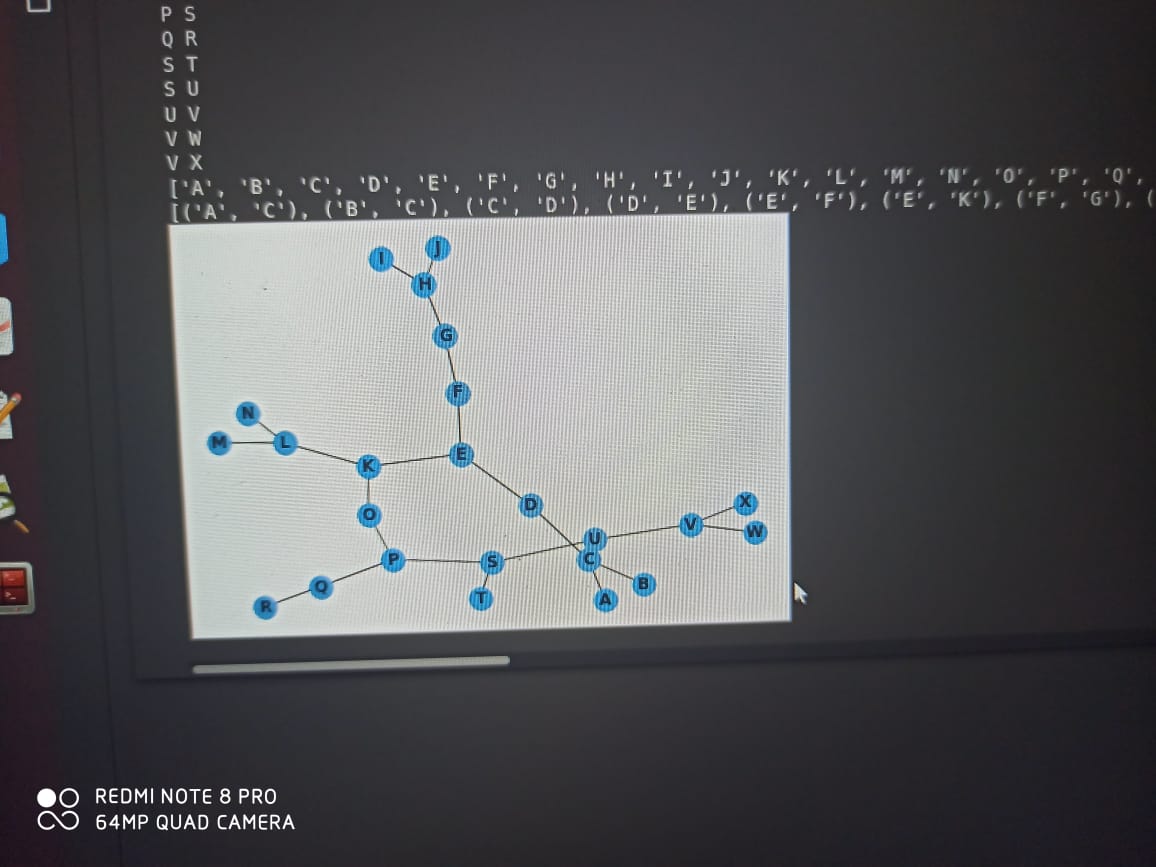 P S
Q R
S T
S U
U V
V W
V X
['A', 'B', 'C', 'D', 'E', 'F', 'G', 'H', 'I', 'J', 'K', 'L', 'M', 'N', 'O', 'P', 'Q',
[('A', 'C'), ('B', 'C'), ('C', 'D'), ('D', 'E'), ('E', 'F'), ('E', 'K'), ('F', 'G'), (
J
I
H
G
F
N
M L
K E
D
O
X
V W
U
P S C
Q B
R T A
REDMI NOTE 8 PRO
64MP QUAD CAMERA